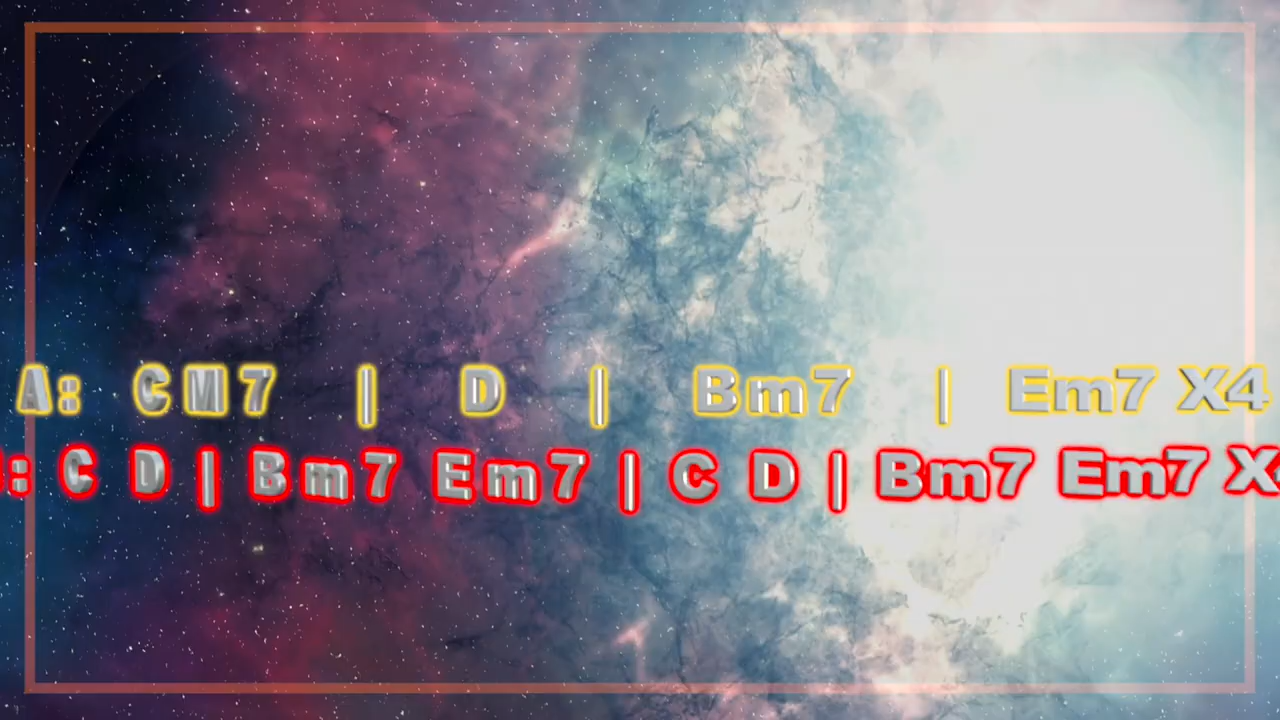 A: CM7 | D | Bm7 | Em7 X4
: C D | Bm7 Em7 | C D | Bm7 Em7 X